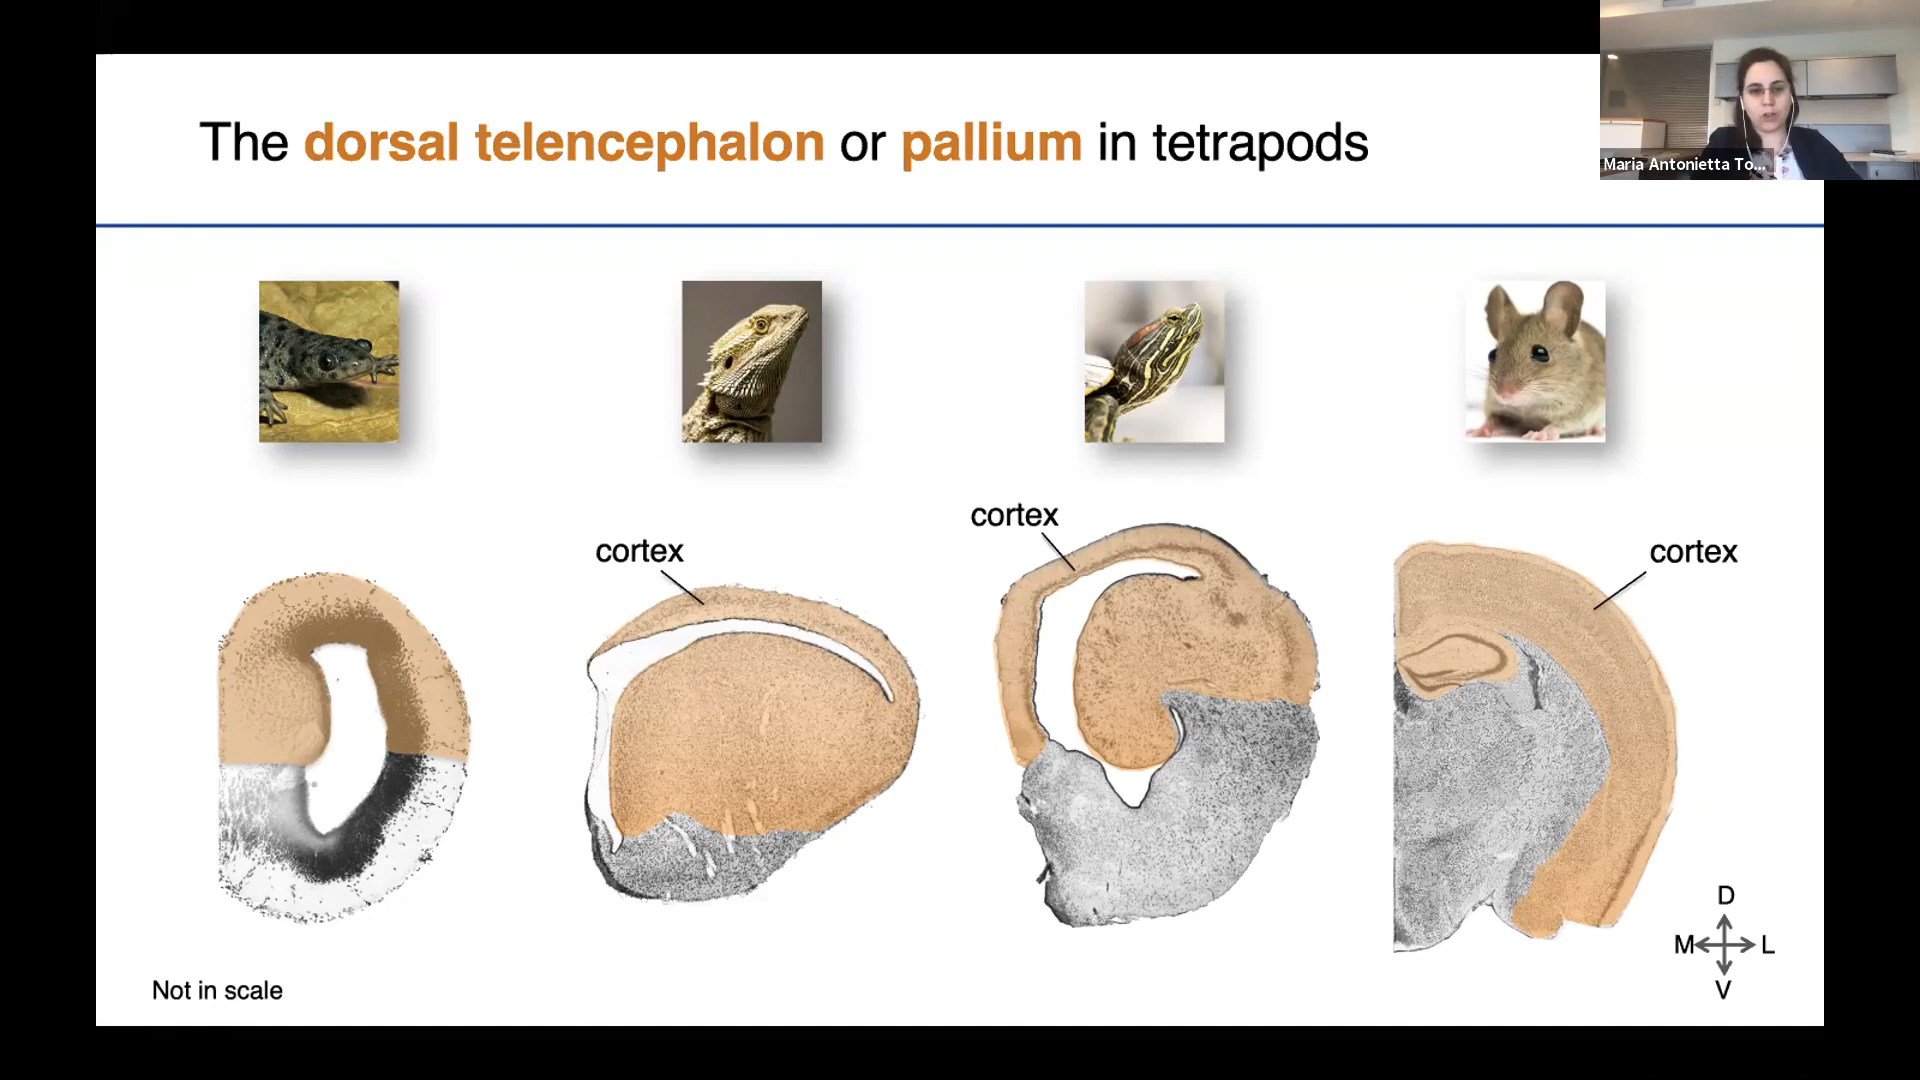 The dorsal telencephalon or pallium in tetrapods
Maria Antonietta To...
cortex
cortex
cortex
D
M L
V
Not in scale